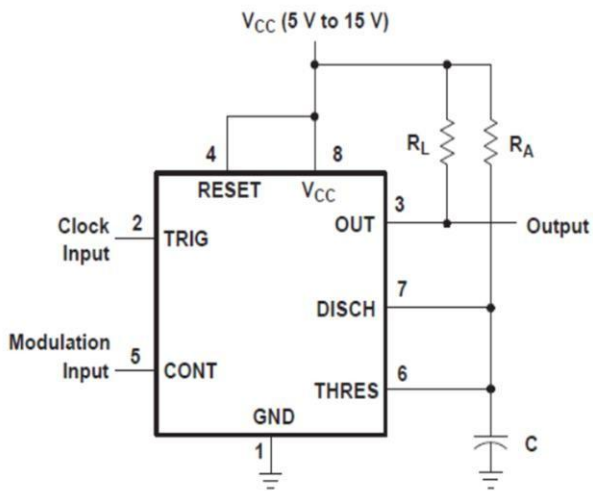 VCC (5 V to 15 V)
RL
RA
4
8
RESET
VCC
3
Clock
Input
2
TRIG
OUT
Output
7
DISCH
Modulation
Input
5
CONT
6
THRES
GND
1
C